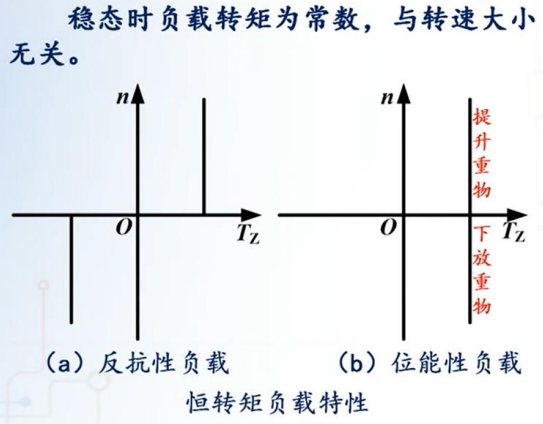 稳态时负载转矩为常数，与转速大小
无关。
n
O
T_Z
n
提升重物
O
T_Z
下放重物
（a）反抗性负载
（b）位能性负载
恒转矩负载特性